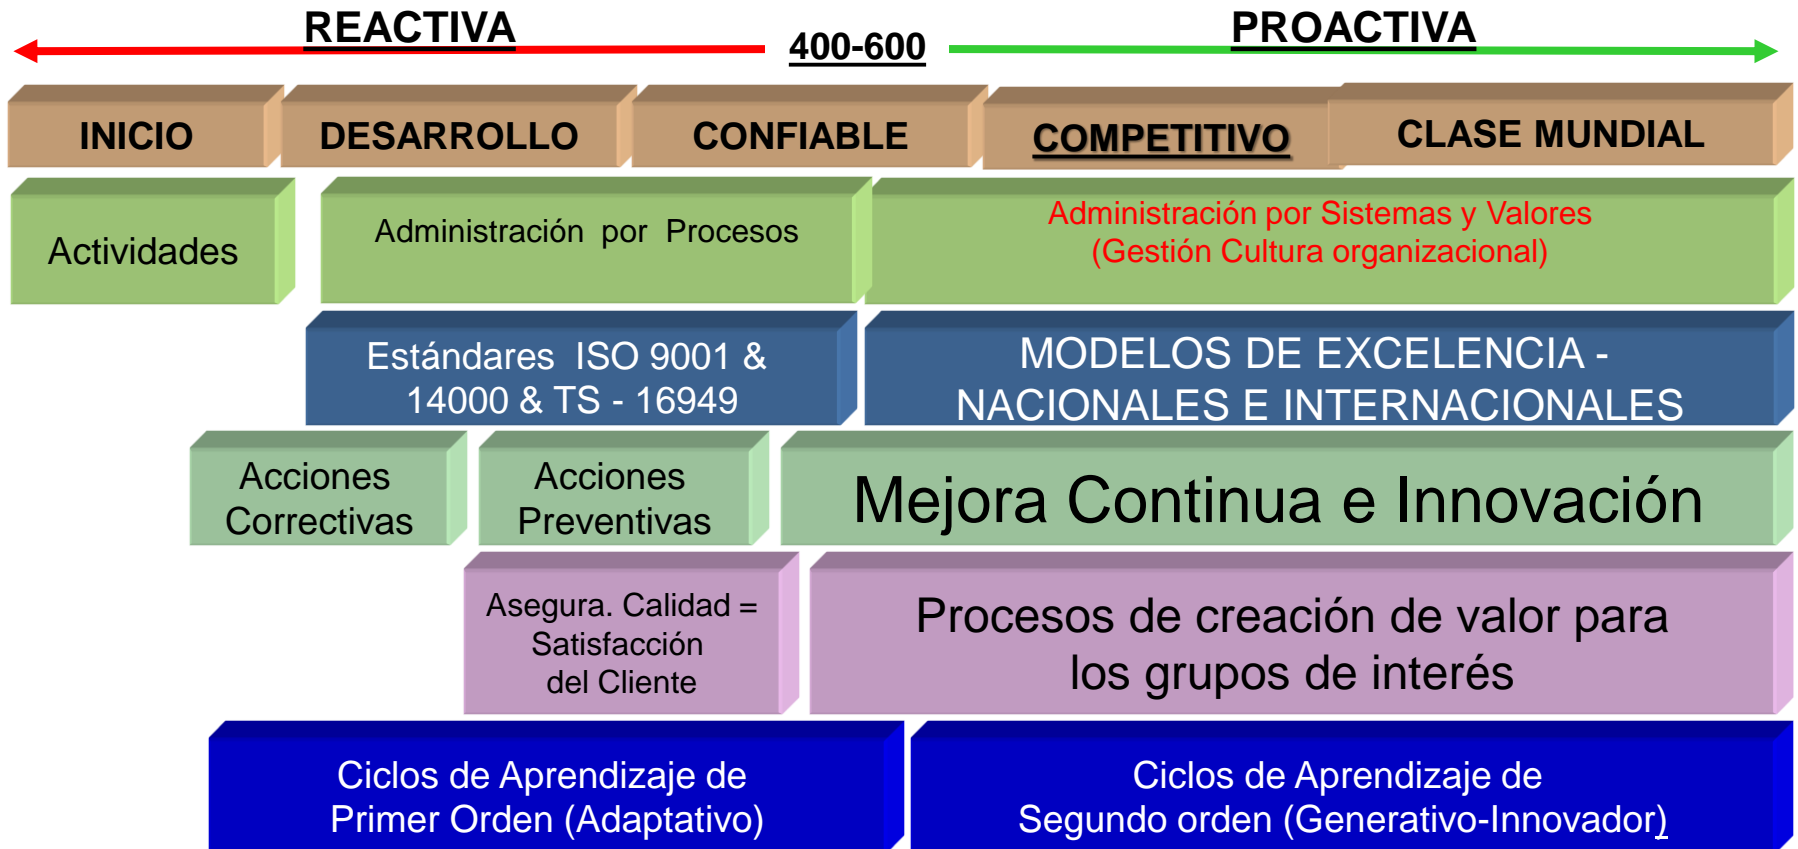 REACTIVA
400-600
PROACTIVA
INICIO
DESARROLLO
CONFIABLE
COMPETITIVO
CLASE MUNDIAL
Actividades
Administración por Procesos
Administración por Sistemas y Valores
(Gestión Cultura organizacional)
Estándares ISO 9001 &
14000 & TS - 16949
MODELOS DE EXCELENCIA -
NACIONALES E INTERNACIONALES
Acciones
Correctivas
Acciones
Preventivas
Mejora Continua e Innovación
Asegura. Calidad =
Satisfacción
del Cliente
Procesos de creación de valor para
los grupos de interés
Ciclos de Aprendizaje de
Primer Orden (Adaptativo)
Ciclos de Aprendizaje de
Segundo orden (Generativo-Innovador)